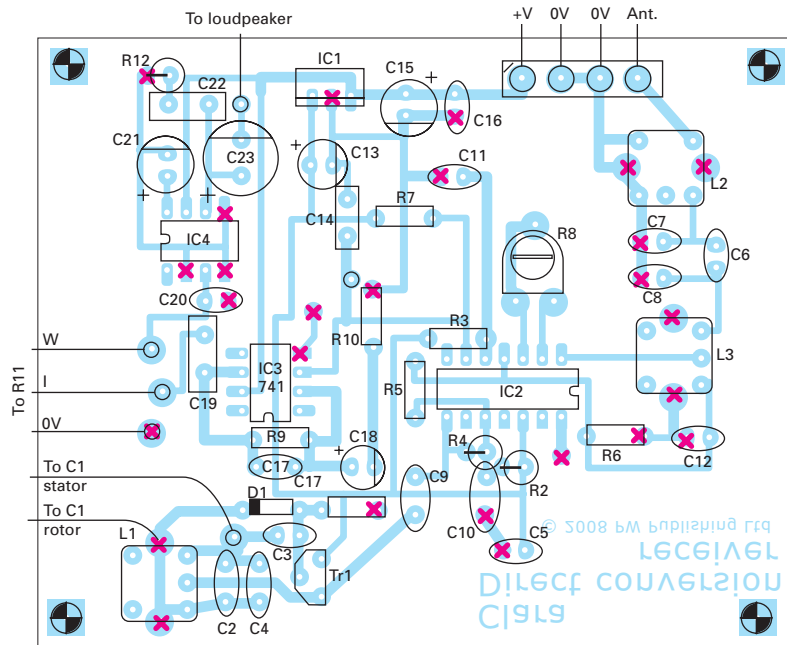 To loudpeaker
+V 0V 0V Ant.
R12
IC1
C15
+
C22
C16
C21
C23
+
C13
C11
L2
+
+
C14
R7
C7
IC4
R8
C6
C8
C20
R10
R3
L3
W
IC3
741
R5
IC2
To R11
I
C19
0V
R9
R4
R6
+
C18
C12
C17
C17
To C1
stator
C9
R2
D1
To C1
rotor
L1
C3
C10
C5
Tr1
C2
C4
© 2008 PW Publishing Ltd
receiver
Direct conversion
Clara